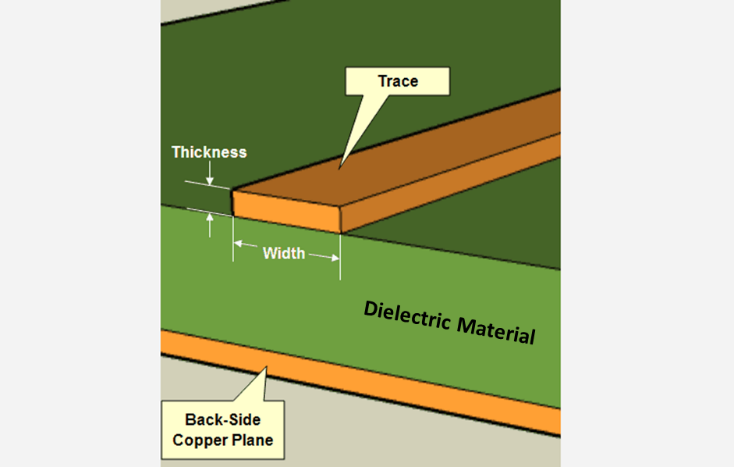 Trace
Thickness
Width
Dielectric Material
Back-Side
Copper Plane